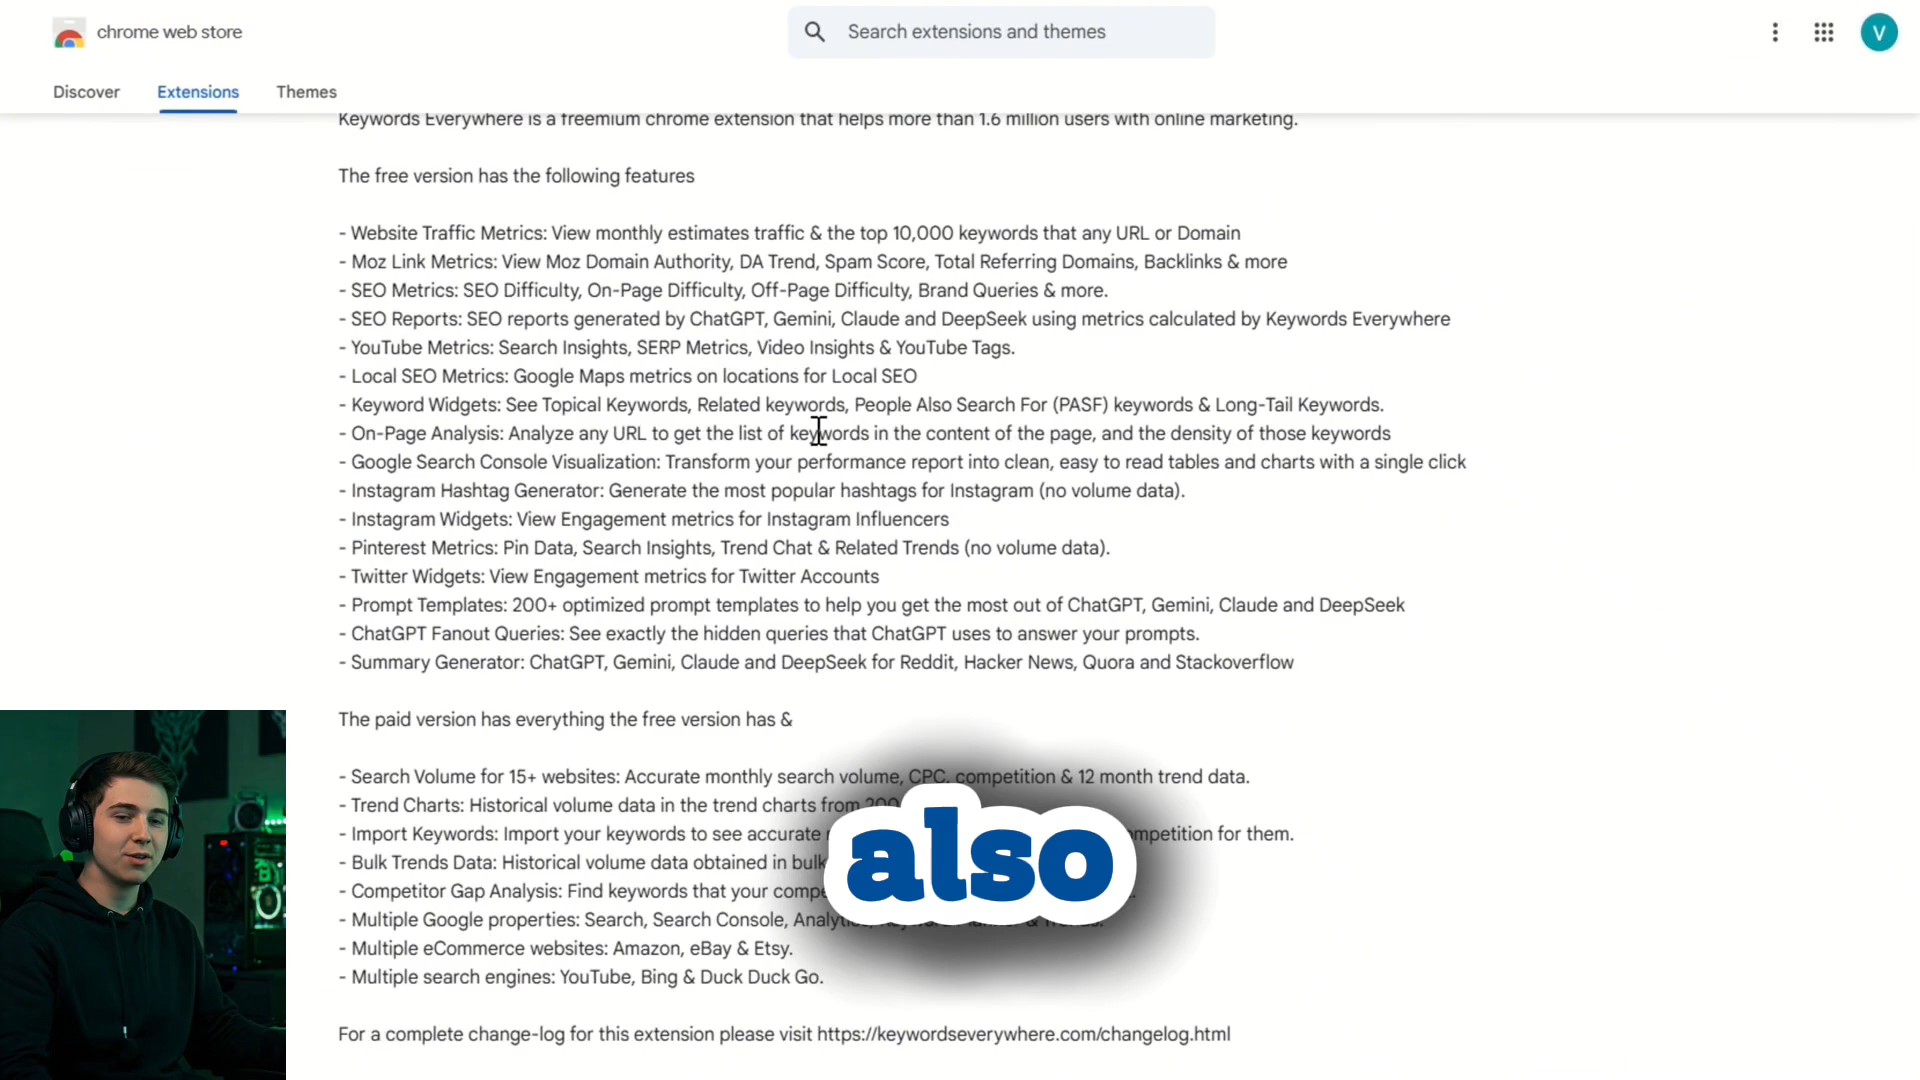 chrome web store
Search extensions and themes
V
Discover Extensions Themes
Keywords Everywhere is a freemium chrome extension that helps more than 1.6 million users with online marketing.
The free version has the following features
- Website Traffic Metrics: View monthly estimates traffic & the top 10,000 keywords that any URL or Domain
- Moz Link Metrics: View Moz Domain Authority, DA Trend, Spam Score, Total Referring Domains, Backlinks & more
- SEO Metrics: SEO Difficulty, On-Page Difficulty, Off-Page Difficulty, Brand Queries & more.
- SEO Reports: SEO reports generated by ChatGPT, Gemini, Claude and DeepSeek using metrics calculated by Keywords Everywhere
- YouTube Metrics: Search Insights, SERP Metrics, Video Insights & YouTube Tags.
- Local SEO Metrics: Google Maps metrics on locations for Local SEO
- Keyword Widgets: See Topical Keywords, Related keywords, People Also Search For (PASF) keywords & Long-Tail Keywords.
- On-Page Analysis: Analyze any URL to get the list of keywords in the content of the page, and the density of those keywords
- Google Search Console Visualization: Transform your performance report into clean, easy to read tables and charts with a single click
- Instagram Hashtag Generator: Generate the most popular hashtags for Instagram (no volume data).
- Instagram Widgets: View Engagement metrics for Instagram Influencers
- Pinterest Metrics: Pin Data, Search Insights, Trend Chat & Related Trends (no volume data).
- Twitter Widgets: View Engagement metrics for Twitter Accounts
- Prompt Templates: 200+ optimized prompt templates to help you get the most out of ChatGPT, Gemini, Claude and DeepSeek
- ChatGPT Fanout Queries: See exactly the hidden queries that ChatGPT uses to answer your prompts.
- Summary Generator: ChatGPT, Gemini, Claude and DeepSeek for Reddit, Hacker News, Quora and Stackoverflow
The paid version has everything the free version has &
- Search Volume for 15+ websites: Accurate monthly search volume, CPC, competition & 12 month trend data.
- Trend Charts: Historical volume data in the trend charts from
- Import Keywords: Import your keywords to see accurate competition for them.
- Bulk Trends Data: Historical volume data obtained in bulk
- Competitor Gap Analysis: Find keywords that your
- Multiple Google properties: Search, Search Console,
- Multiple eCommerce websites: Amazon, eBay & Etsy.
- Multiple search engines: YouTube, Bing & Duck Duck Go.
also
For a complete change-log for this extension please visit https://keywordseverywhere.com/changelog.html